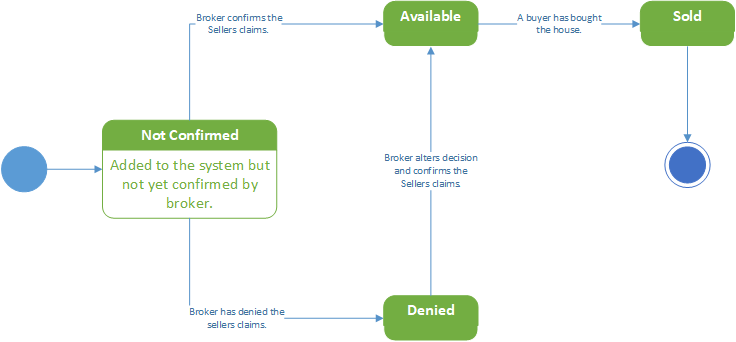 Broker confirms the
Sellers claims.
Available
A buyer has bought
the house.
Sold
Not Confirmed
Added to the system but
not yet confirmed by
broker.
Broker alters decision
and confirms the
Sellers claims.
Broker has denied the
sellers claims.
Denied